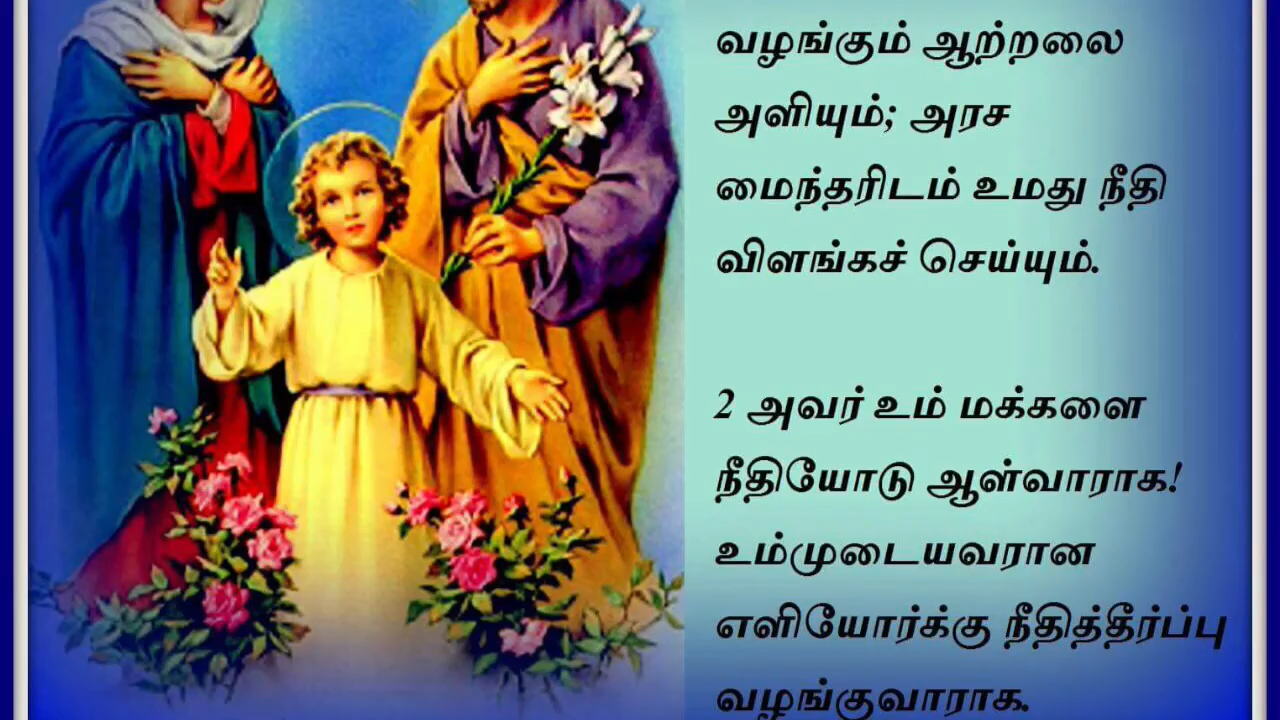 வழங்கும் ஆற்றலை
அளியும்; அரச
மைந்தரிடம் உமது நீதி
விளங்கச் செய்யும்.
2 அவர் உம் மக்களை
நீதியோடு ஆள்வாராக!
உம்முடையவரான
எளியோர்க்கு நீதித்தீர்ப்பு
வழங்குவாராக.